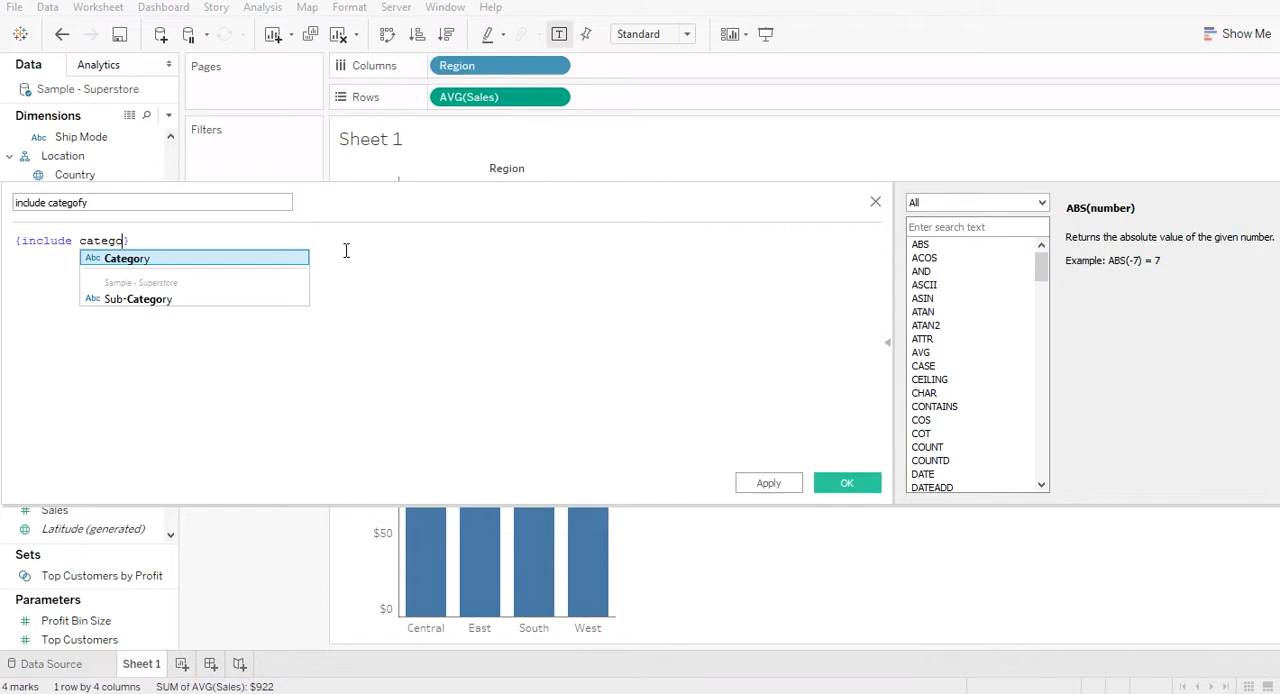 File Data Worksheet Dashboard Story Analysis Map Format Server Window Help
Standard
Show Me
Data
Analytics
Pages
Columns
Region
Sample - Superstore
Rows
AVG(Sales)
Dimensions
Filters
Abc Ship Mode
Sheet 1
Location
Country
Region
include categofy
All
ABS(number)
Enter search text
Returns the absolute value of the given number.
{include catego}
ABS
Abc Category
ACOS
Example: ABS(-7) = 7
AND
Sample - Superstore
ASCII
Abc Sub-Category
ASIN
ATAN
ATAN2
ATTR
AVG
CASE
CEILING
CHAR
CONTAINS
COS
COT
COUNT
COUNTD
DATE
DATEADD
Apply
OK
Sales
Latitude (generated)
$50
Sets
Top Customers by Profit
Parameters
$0
Profit Bin Size
Central East South West
Top Customers
Data Source
Sheet 1
4 marks 1 row by 4 columns SUM of AVG(Sales): $922